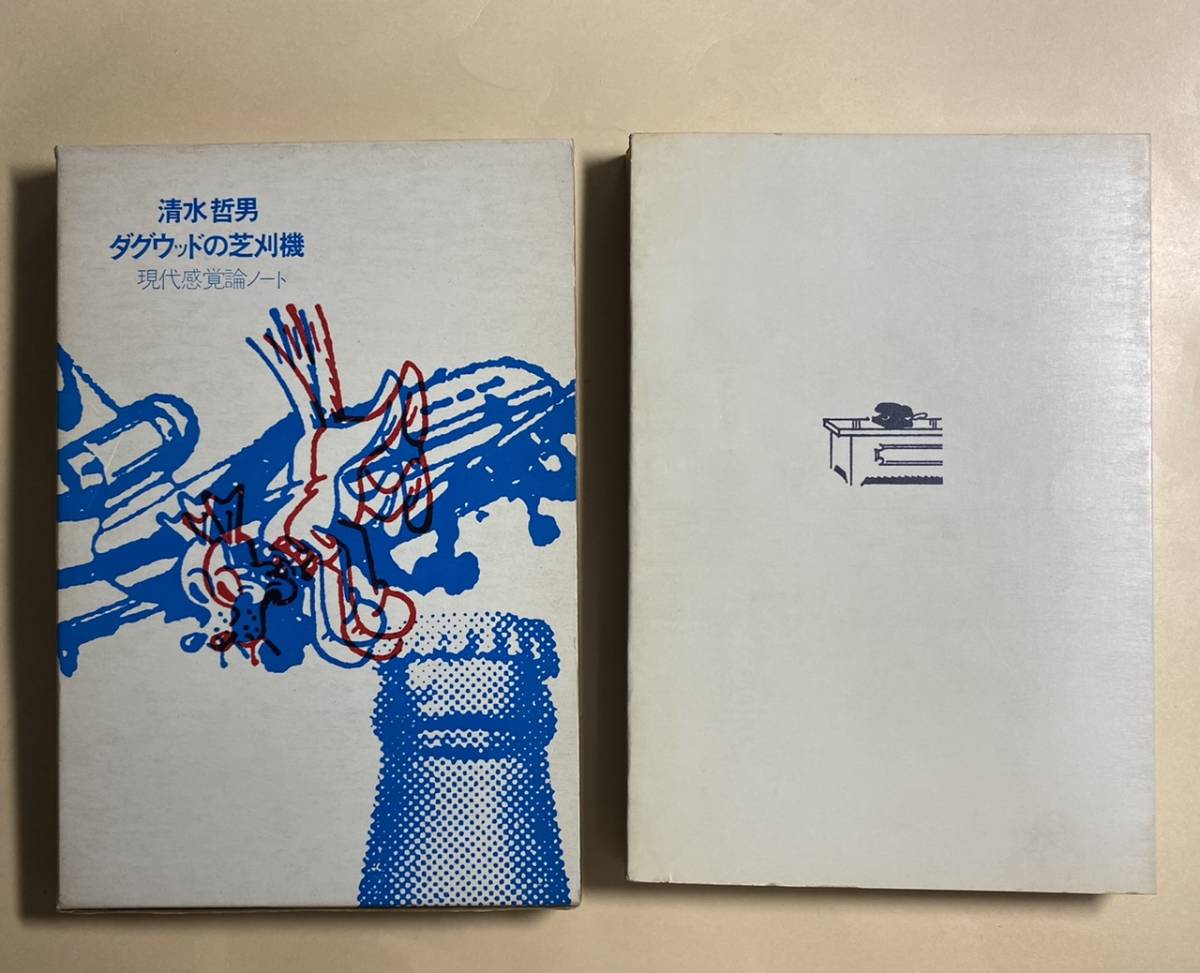 清水哲男
ダグウッドの芝刈機
現代感覚論ノート